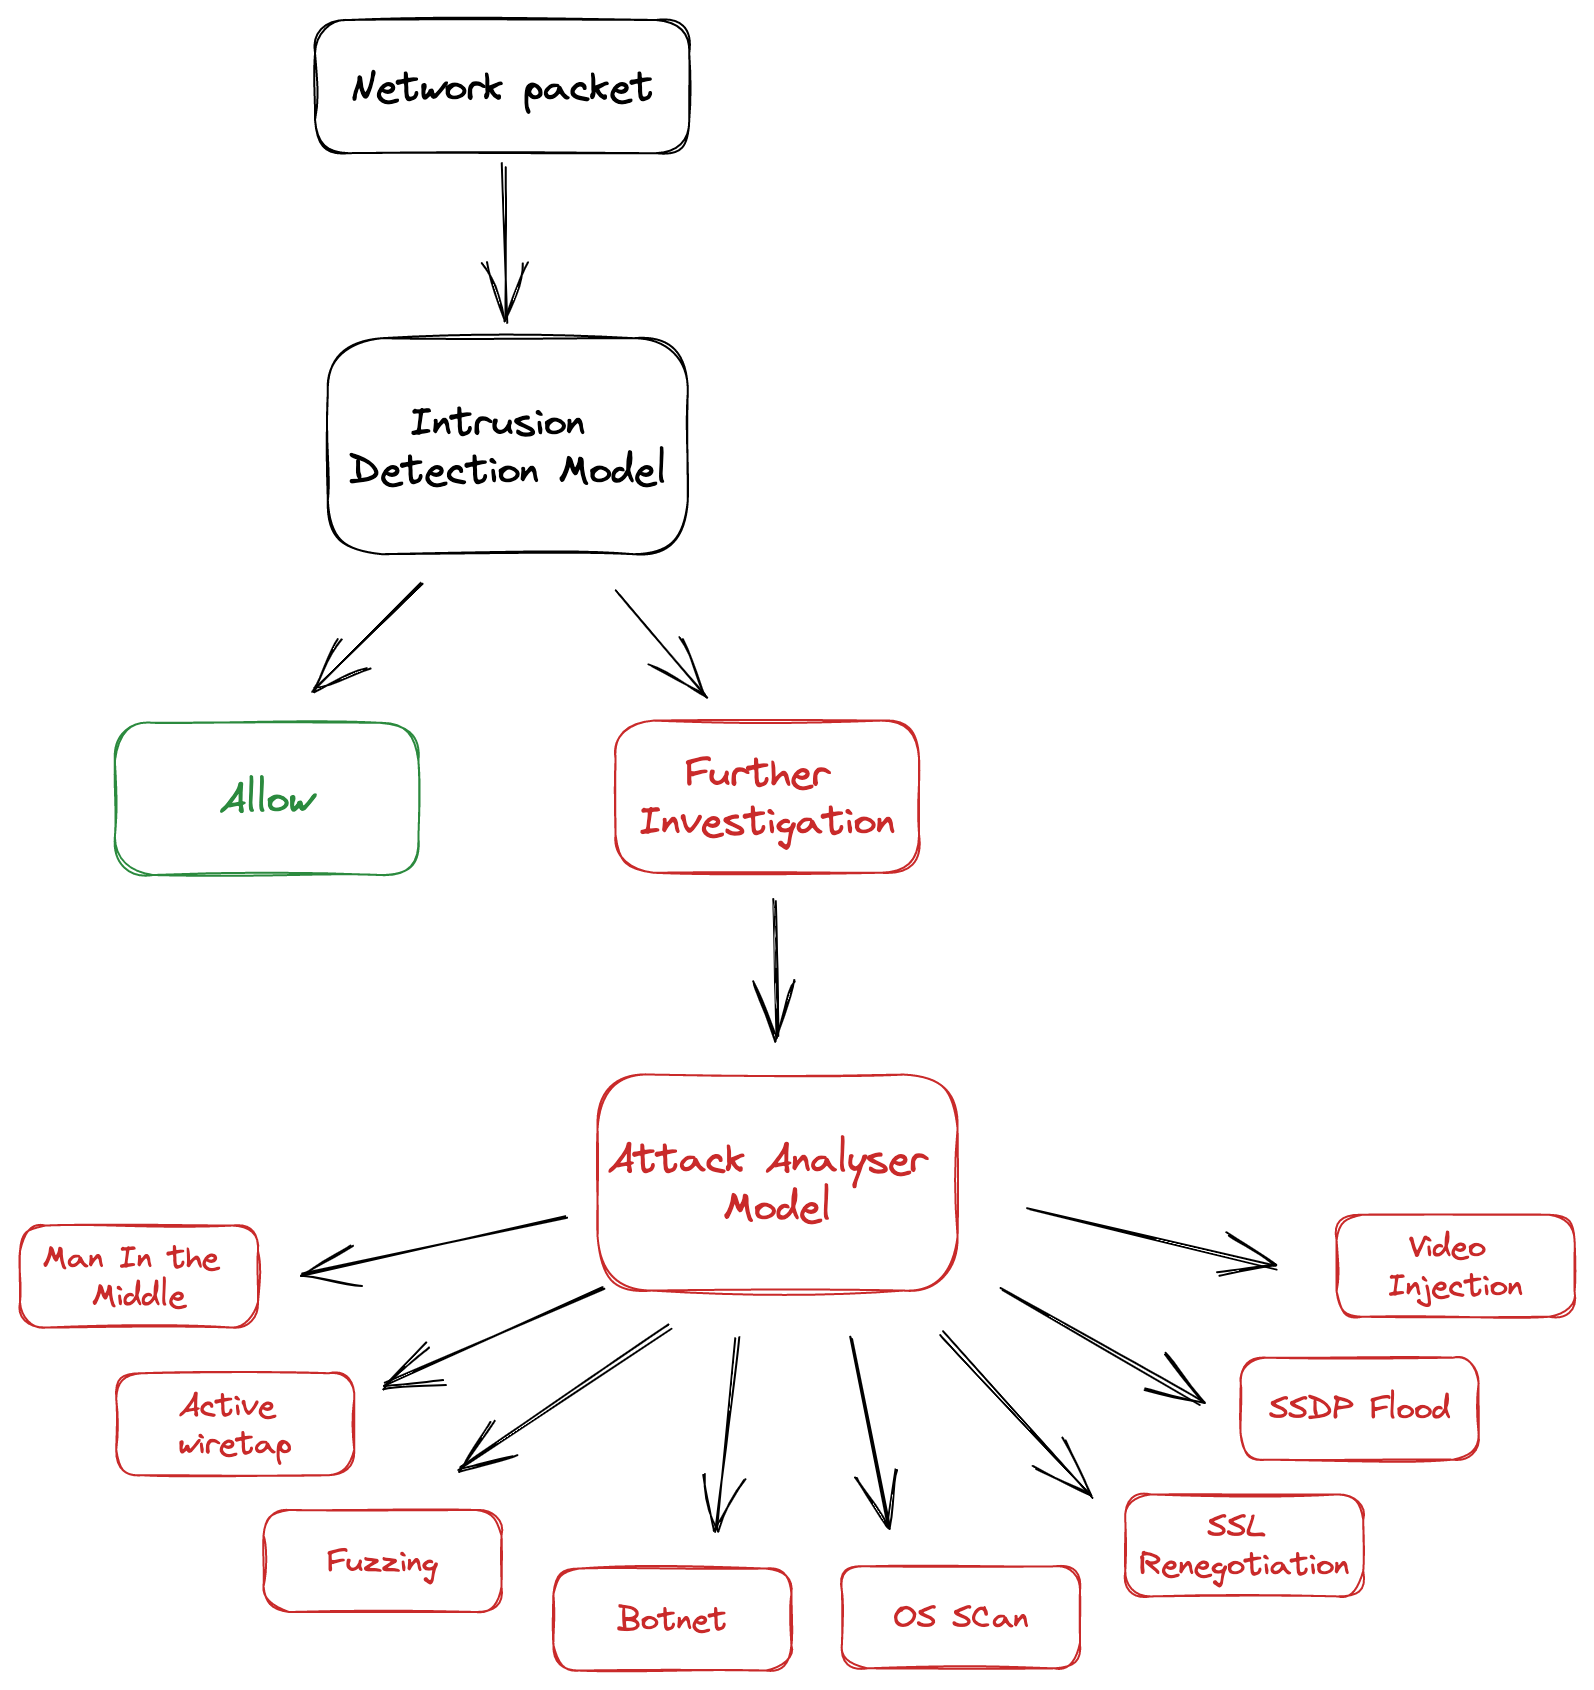 Network packet
Intrusion
Detection Model
Allow
Further
Investigation
Attack Analyser
Model
Man In the
Middle
Active
wiretap
Fuzzing
Botnet
OS SCan
SSL
Renegotiation
SSDP Flood
Video
Injection